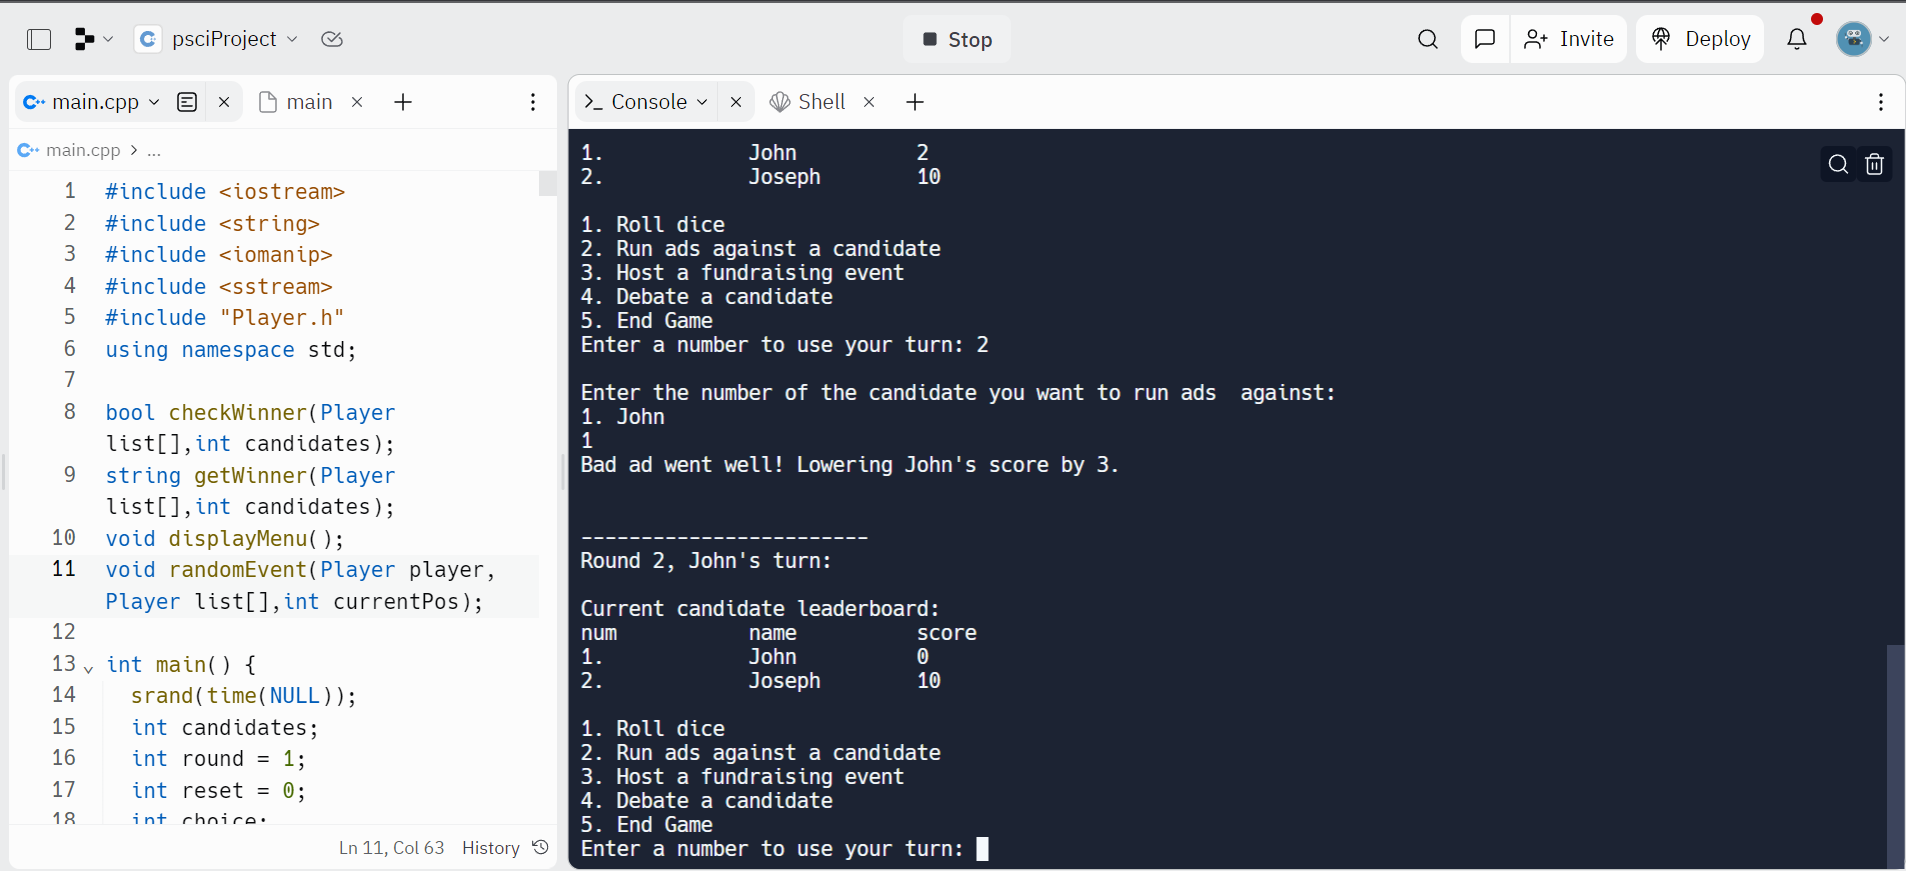 psciProject
Stop
Invite
Deploy
main.cpp
main
Console
Shell
main.cpp > ...
1 #include <iostream>
2 #include <string>
3 #include <iomanip>
4 #include <sstream>
5 #include "Player.h"
6 using namespace std;
7
8 bool checkWinner(Player
list[],int candidates);
9 string getWinner(Player
list[],int candidates);
10 void displayMenu();
11 void randomEvent(Player player,
Player list[],int currentPos);
12
13 int main() {
14 srand(time(NULL));
15 int candidates;
16 int round = 1;
17 int reset = 0;
18 int choice;
Ln 11, Col 63 History
1. John 2
2. Joseph 10
1. Roll dice
2. Run ads against a candidate
3. Host a fundraising event
4. Debate a candidate
5. End Game
Enter a number to use your turn: 2
Enter the number of the candidate you want to run ads  against:
1. John
1
Bad ad went well! Lowering John's score by 3.
------------------------
Round 2, John's turn:
Current candidate leaderboard:
num name score
1. John 0
2. Joseph 10
1. Roll dice
2. Run ads against a candidate
3. Host a fundraising event
4. Debate a candidate
5. End Game
Enter a number to use your turn: